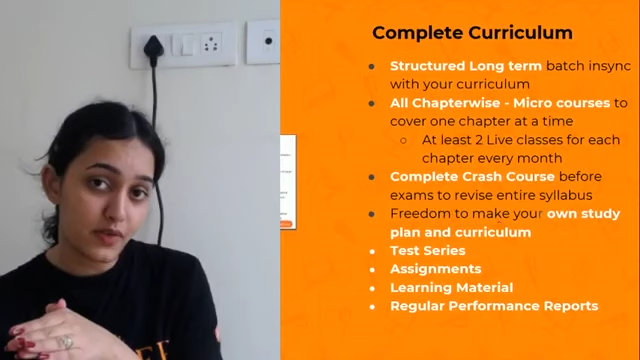 Complete Curriculum
Structured Long term batch insync
with your curriculum
All Chapterwise - Micro courses to
cover one chapter at a time
At least 2 Live classes for each
chapter every month
Complete Crash Course before
exams to revise entire syllabus
Freedom to make your own study
plan and curriculum
Test Series
Assignments
Learning Material
Regular Performance Reports